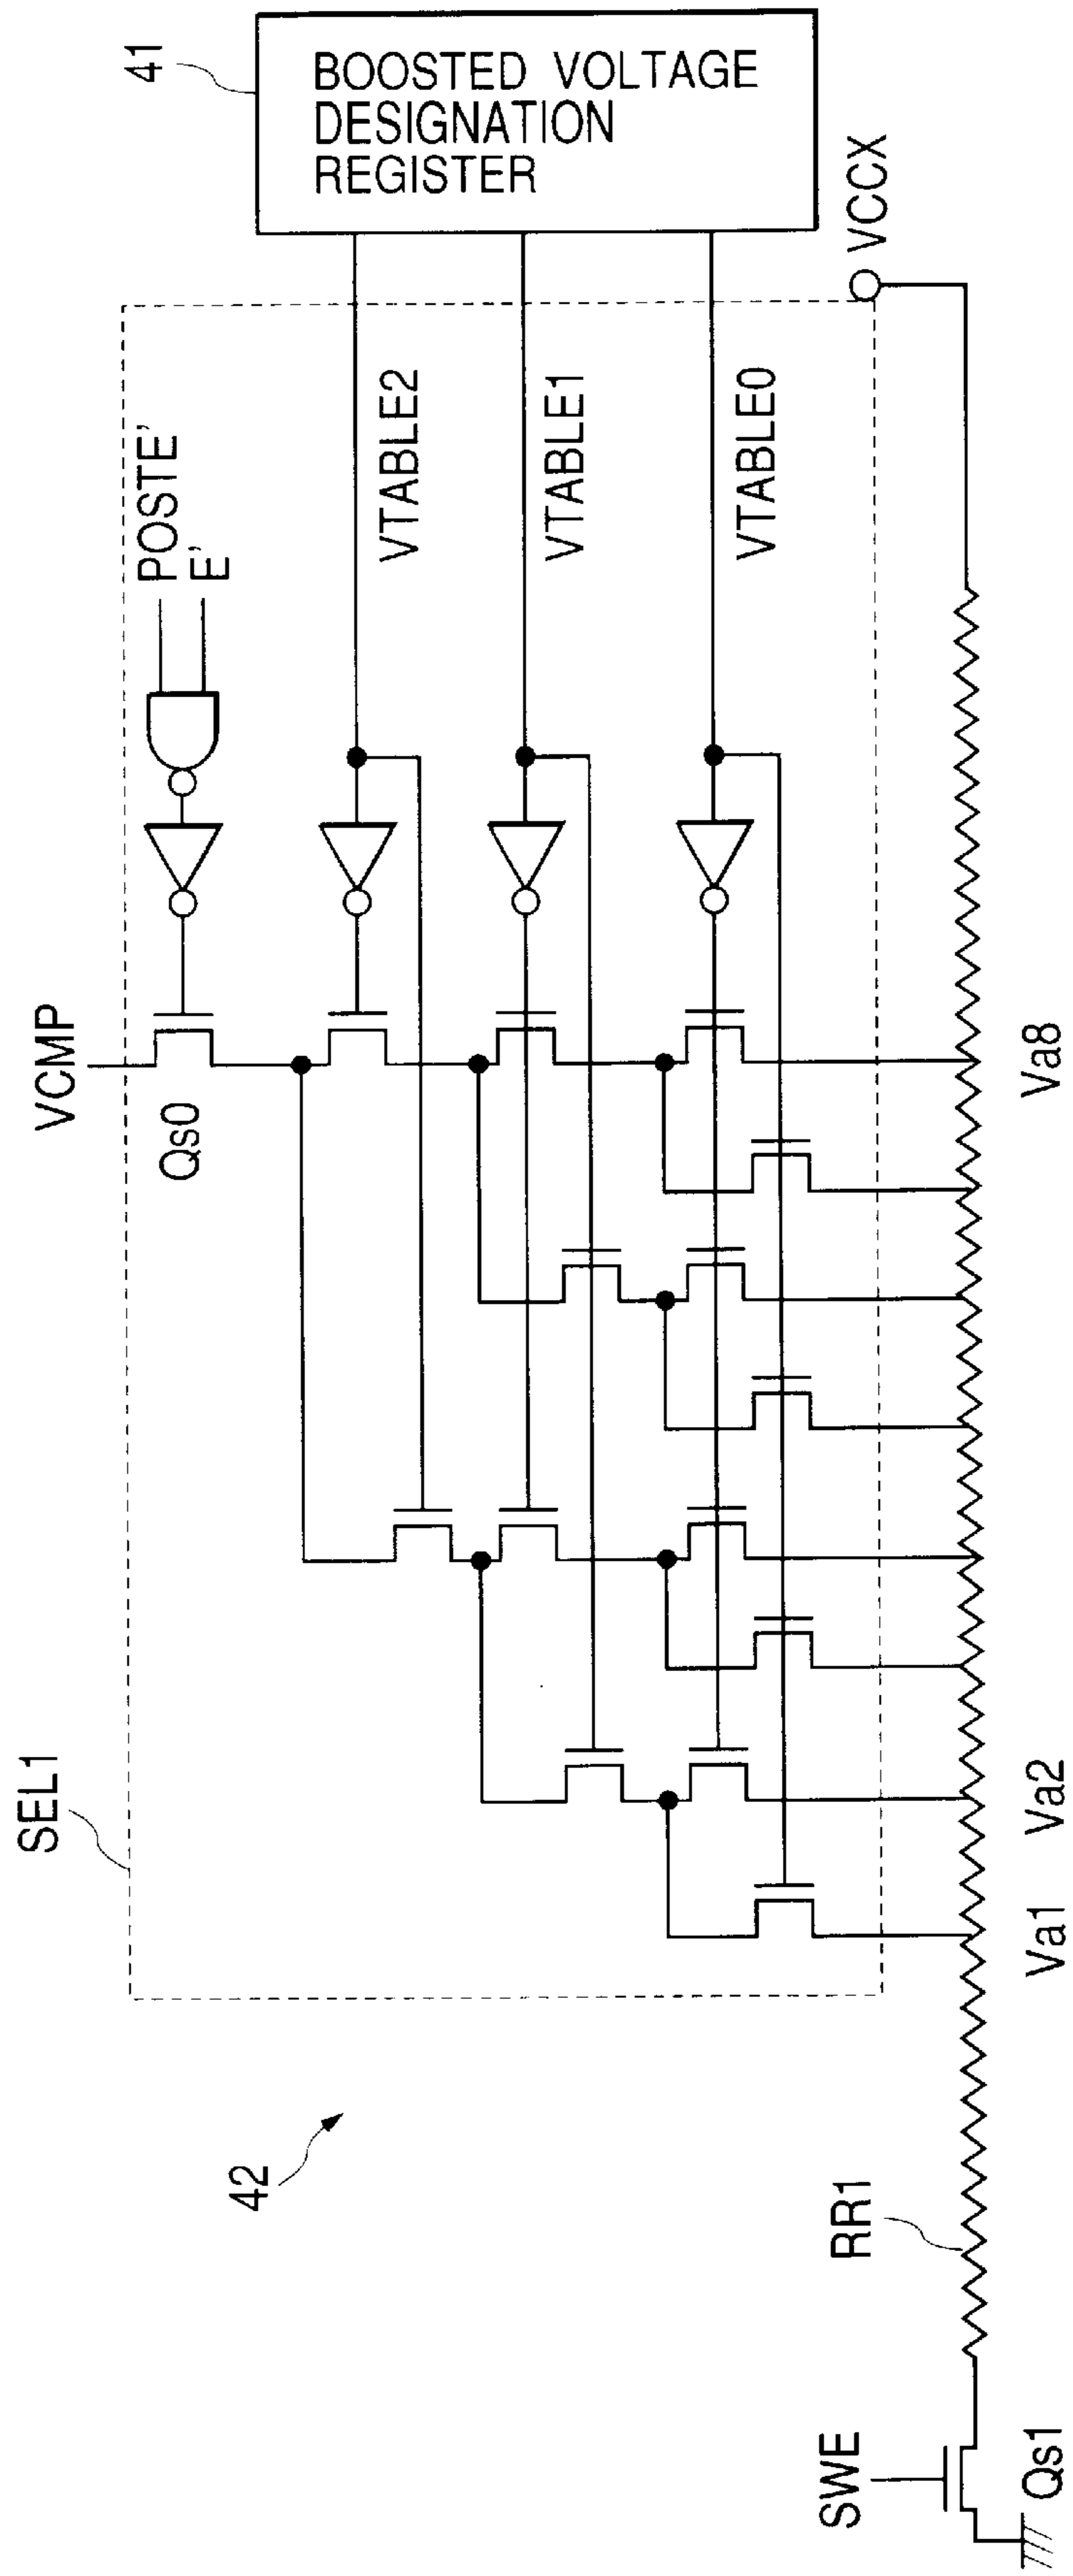 41
BOOSTED VOLTAGE
DESIGNATION
REGISTER
VCCX
POSTE'
E'
VTABLE2
VTABLE1
VTABLE0
VCMP
Qs0
Va8
SEL1
Va2
Va1
42
RR1
SWE
Qs1